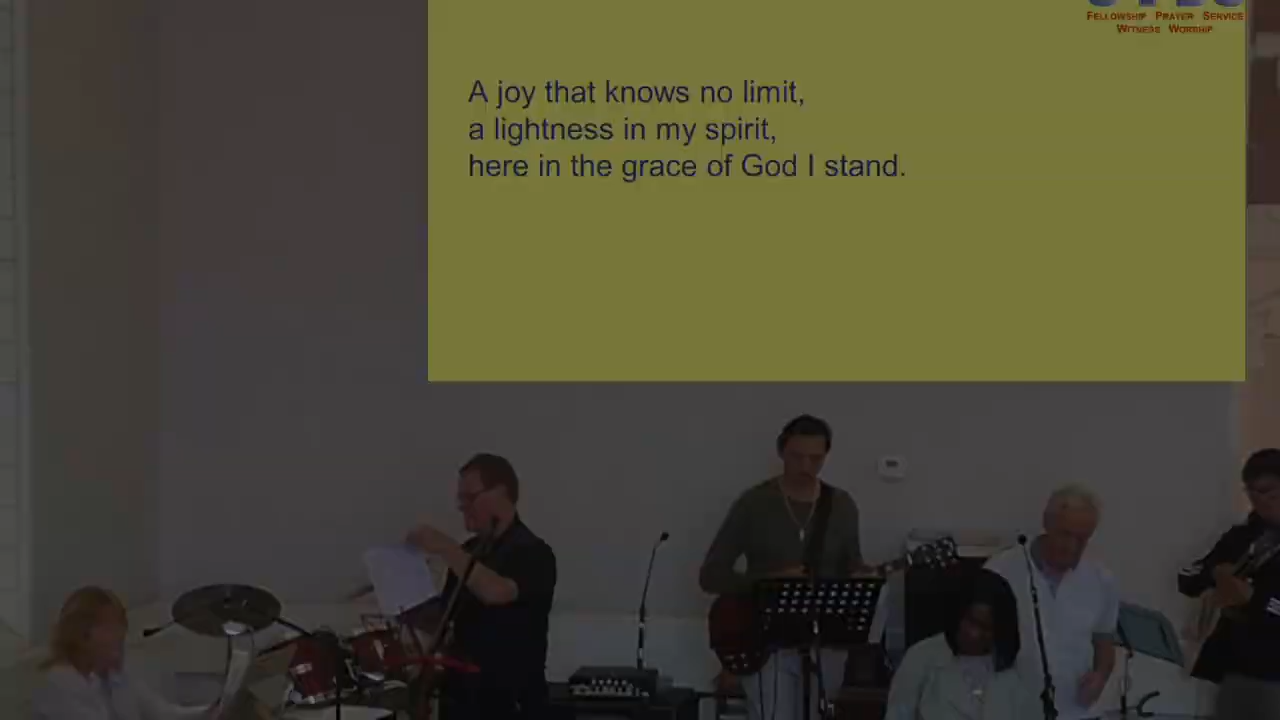 Fellowship Prayer Service
Witness Worship
A joy that knows no limit,
a lightness in my spirit,
here in the grace of God I stand.